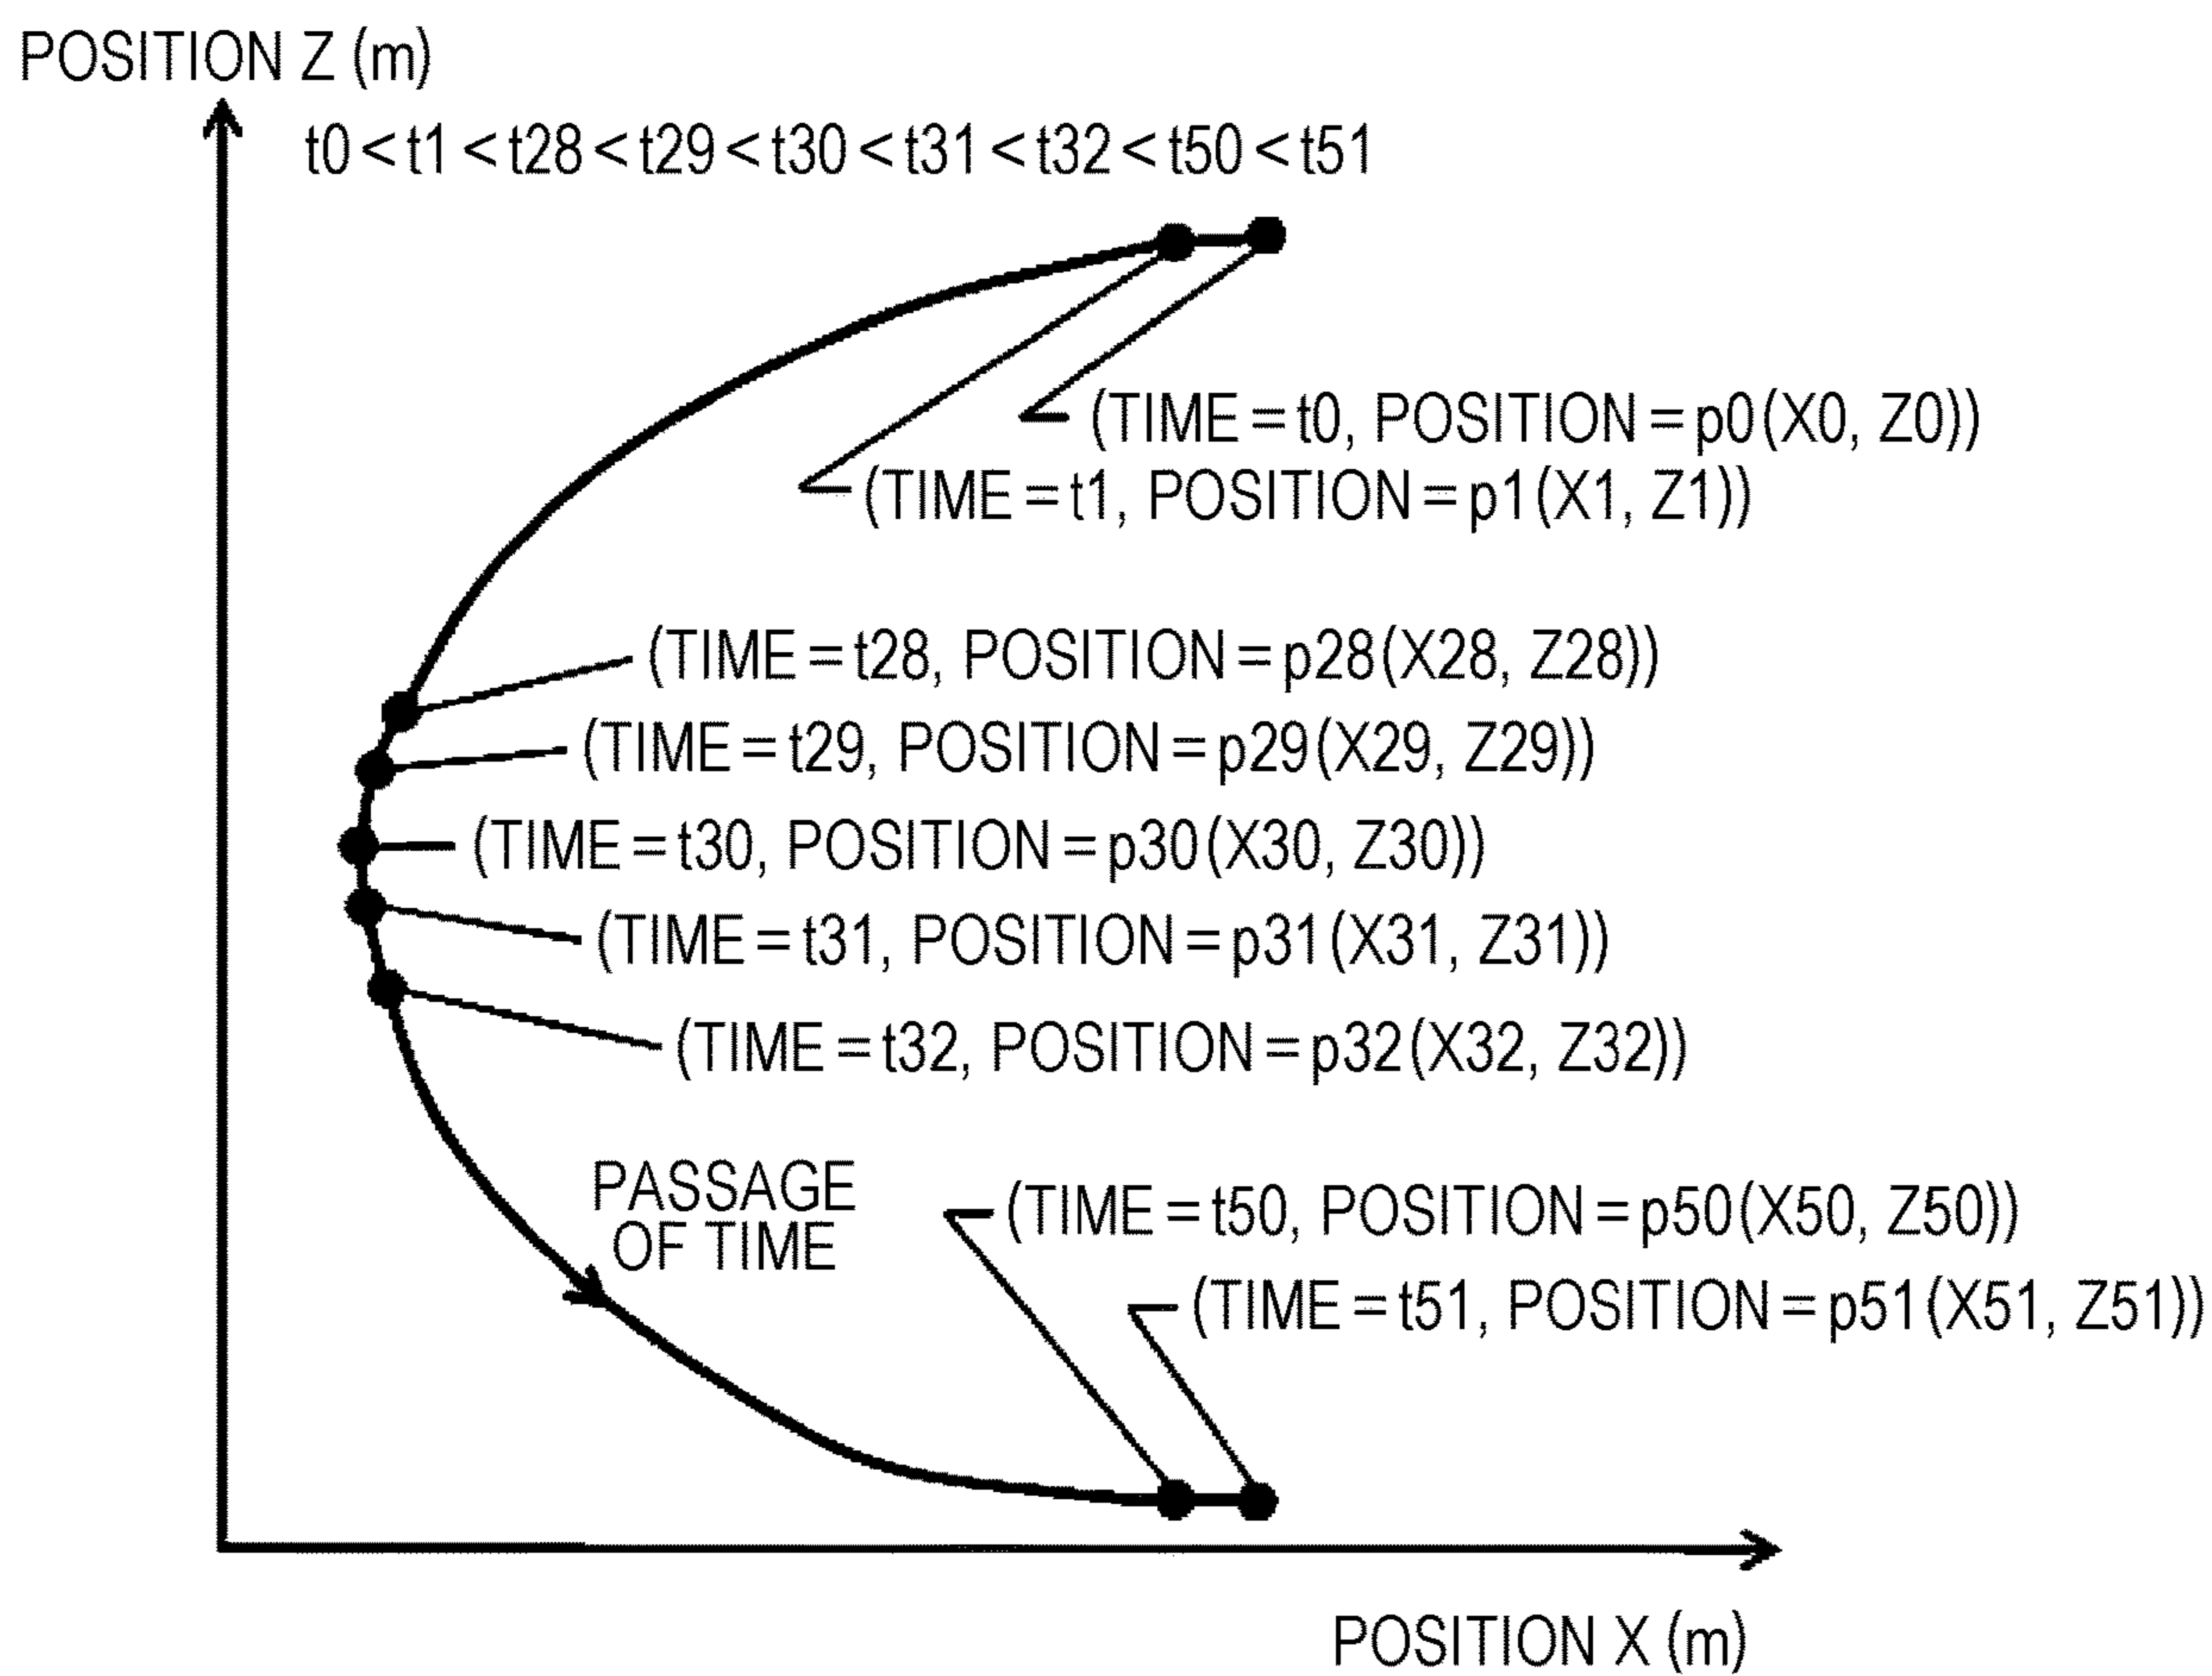 POSITION Z (m)
t0 < t1 < t28 < t29 < t30 < t31 < t32 < t50 < t51
(TIME = t0, POSITION = p0 (X0, Z0))
(TIME = t1, POSITION = p1 (X1, Z1))
(TIME = t28, POSITION = p28 (X28, Z28))
(TIME = t29, POSITION = p29 (X29, Z29))
(TIME = t30, POSITION = p30 (X30, Z30))
(TIME = t31, POSITION = p31 (X31, Z31))
(TIME = t32, POSITION = p32 (X32, Z32))
PASSAGE
OF TIME
(TIME = t50, POSITION = p50 (X50, Z50))
(TIME = t51, POSITION = p51 (X51, Z51))
POSITION X (m)